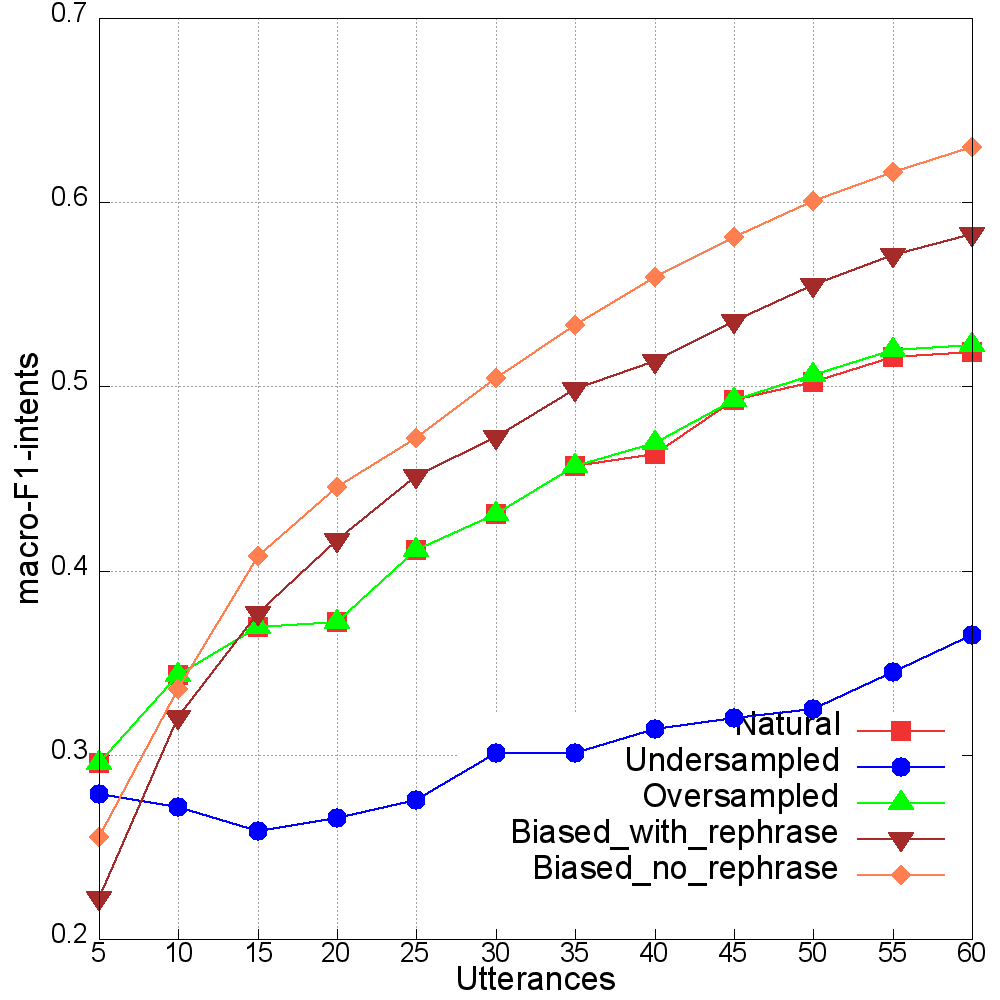 0.7
0.6
0.5
0.4
0.3
0.2
macro-F1-intents
Natural
Undersampled
Oversampled
Biased_with_rephrase
Biased_no_rephrase
5 10 15 20 25 30 35 40 45 50 55 60
Utterances